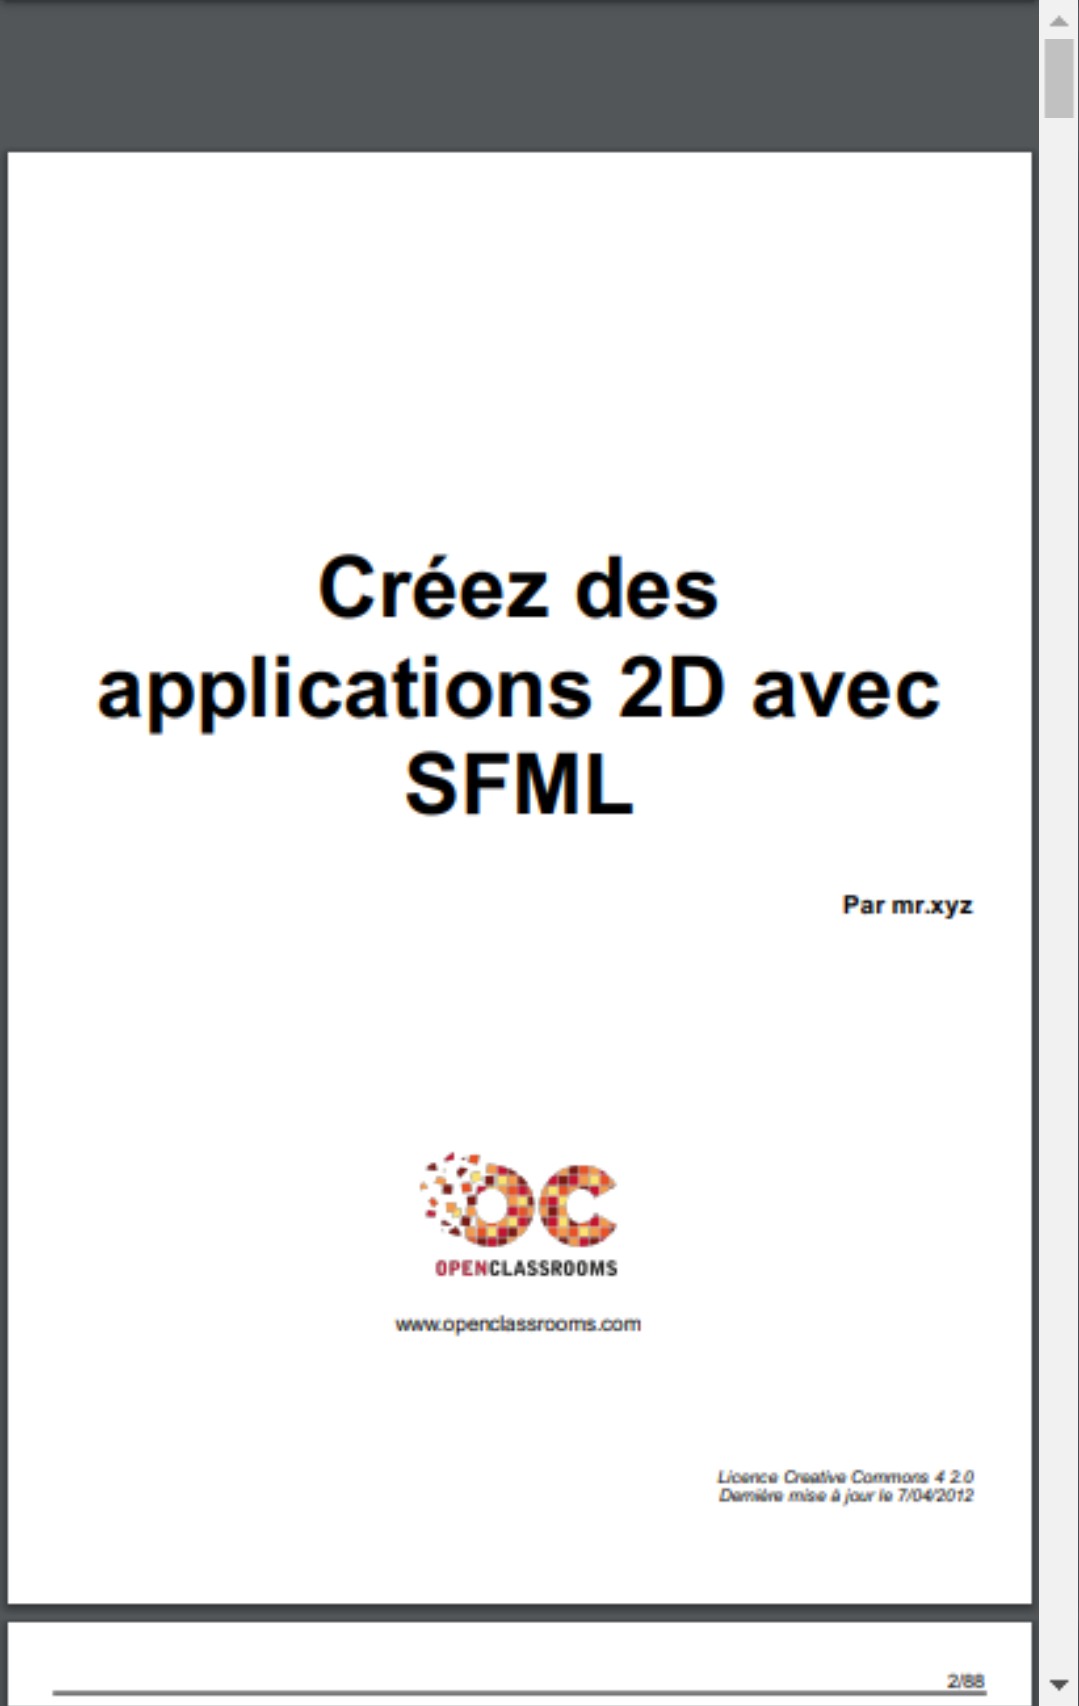 Créez des
applications 2D avec
SFML
Par mr.xyz
OPENCLASSROOMS
www.openclassrooms.com
Licence Creative Commons 4 2.0
Dernière mise à jour le 7/04/2012
2/88